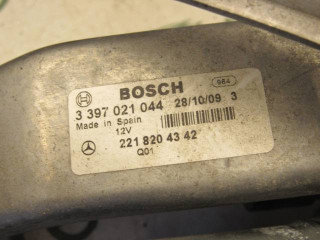 BOSCH
3 397 021 044 28/10/09 3
Made in Spain
12V
221 820 43 42
Q01